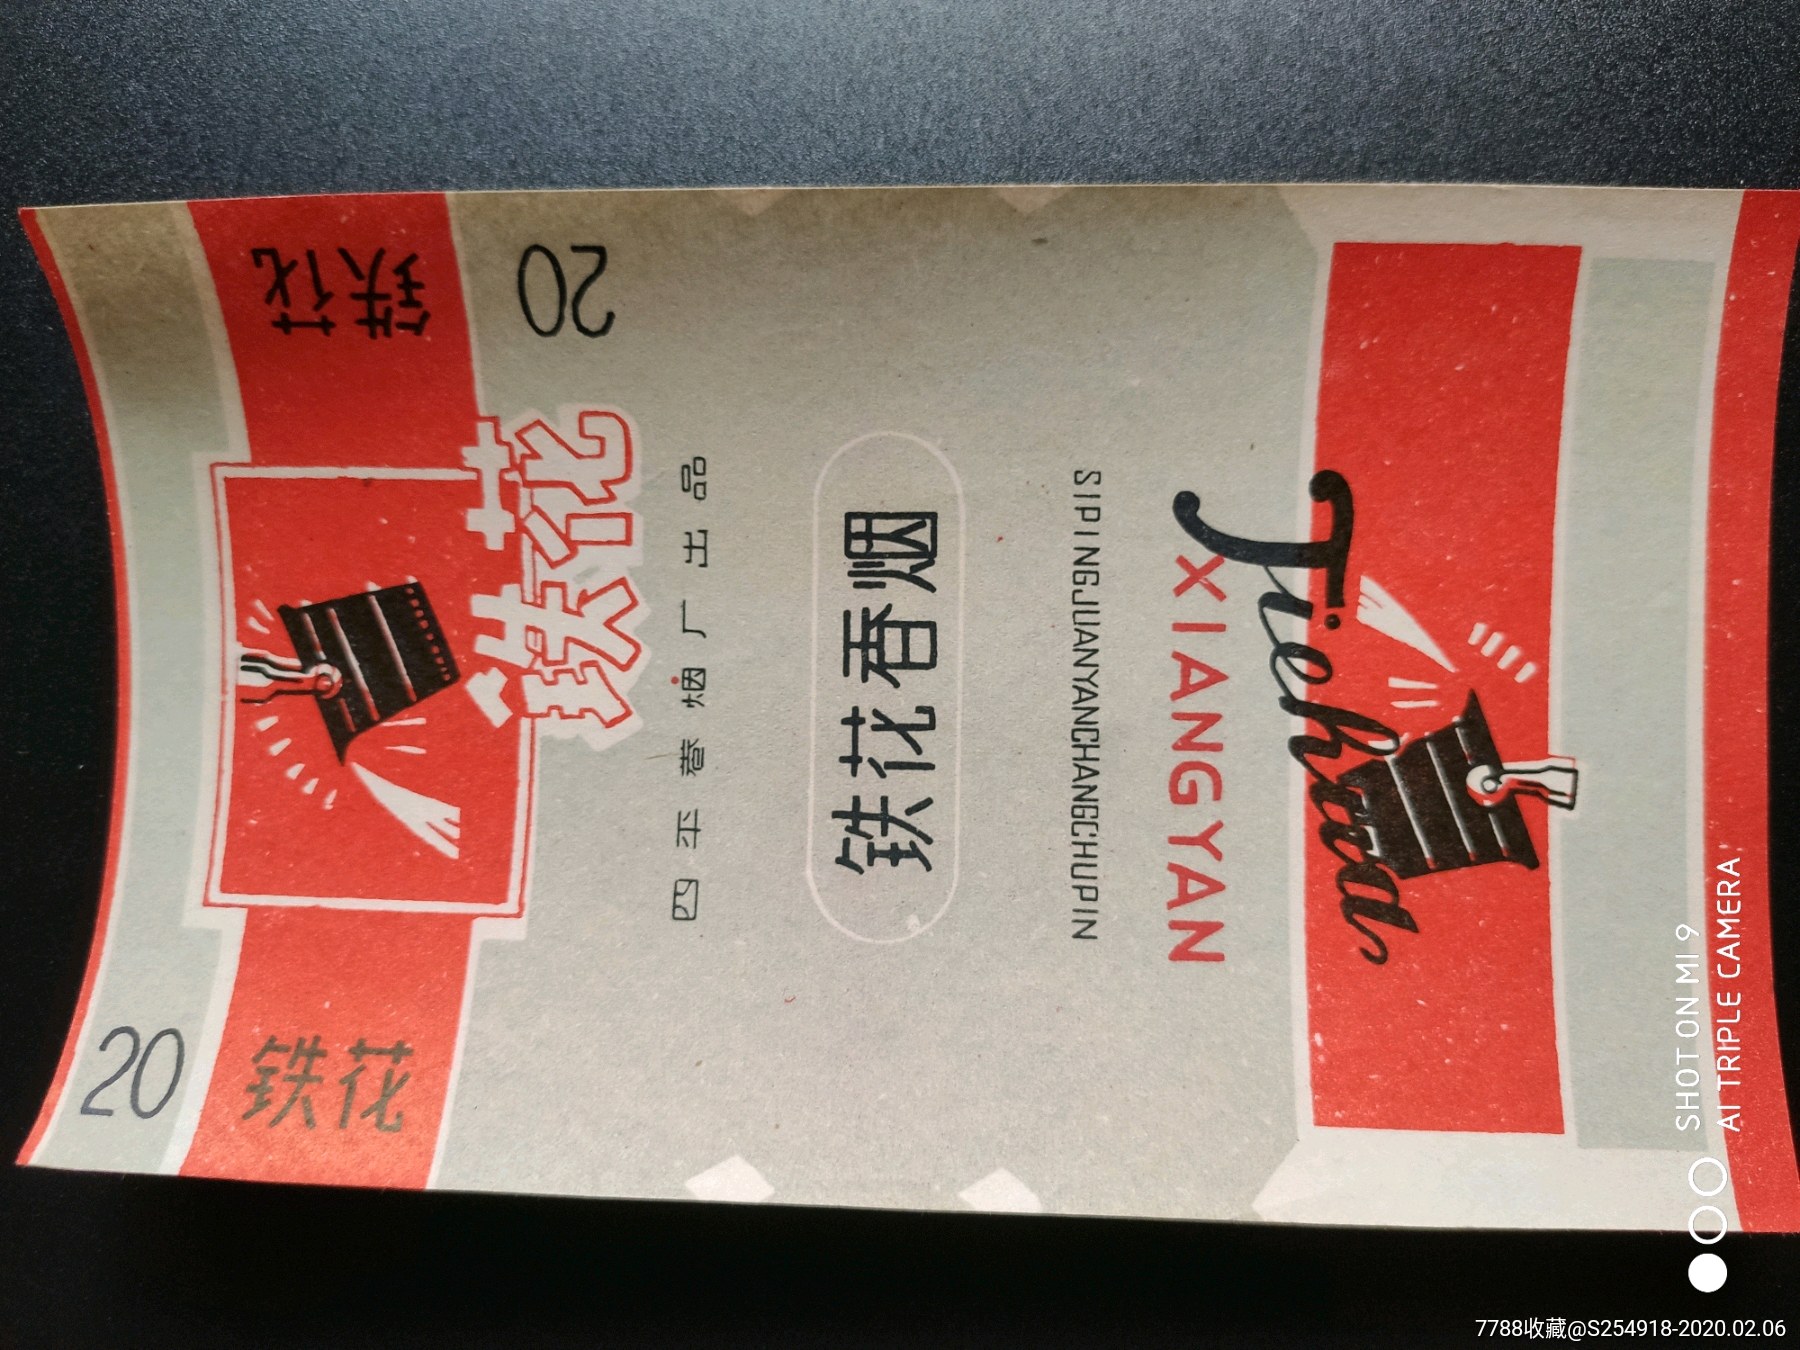 铁花
20
铁花
四平卷烟厂出品
铁花香烟
SIPINGJUANYANCHANGCHUPIN
XIANGYAN
Tiehua
20
铁花
SHOT ON MI 9
AI TRIPLE CAMERA
7788收藏@S254918-2020.02.06